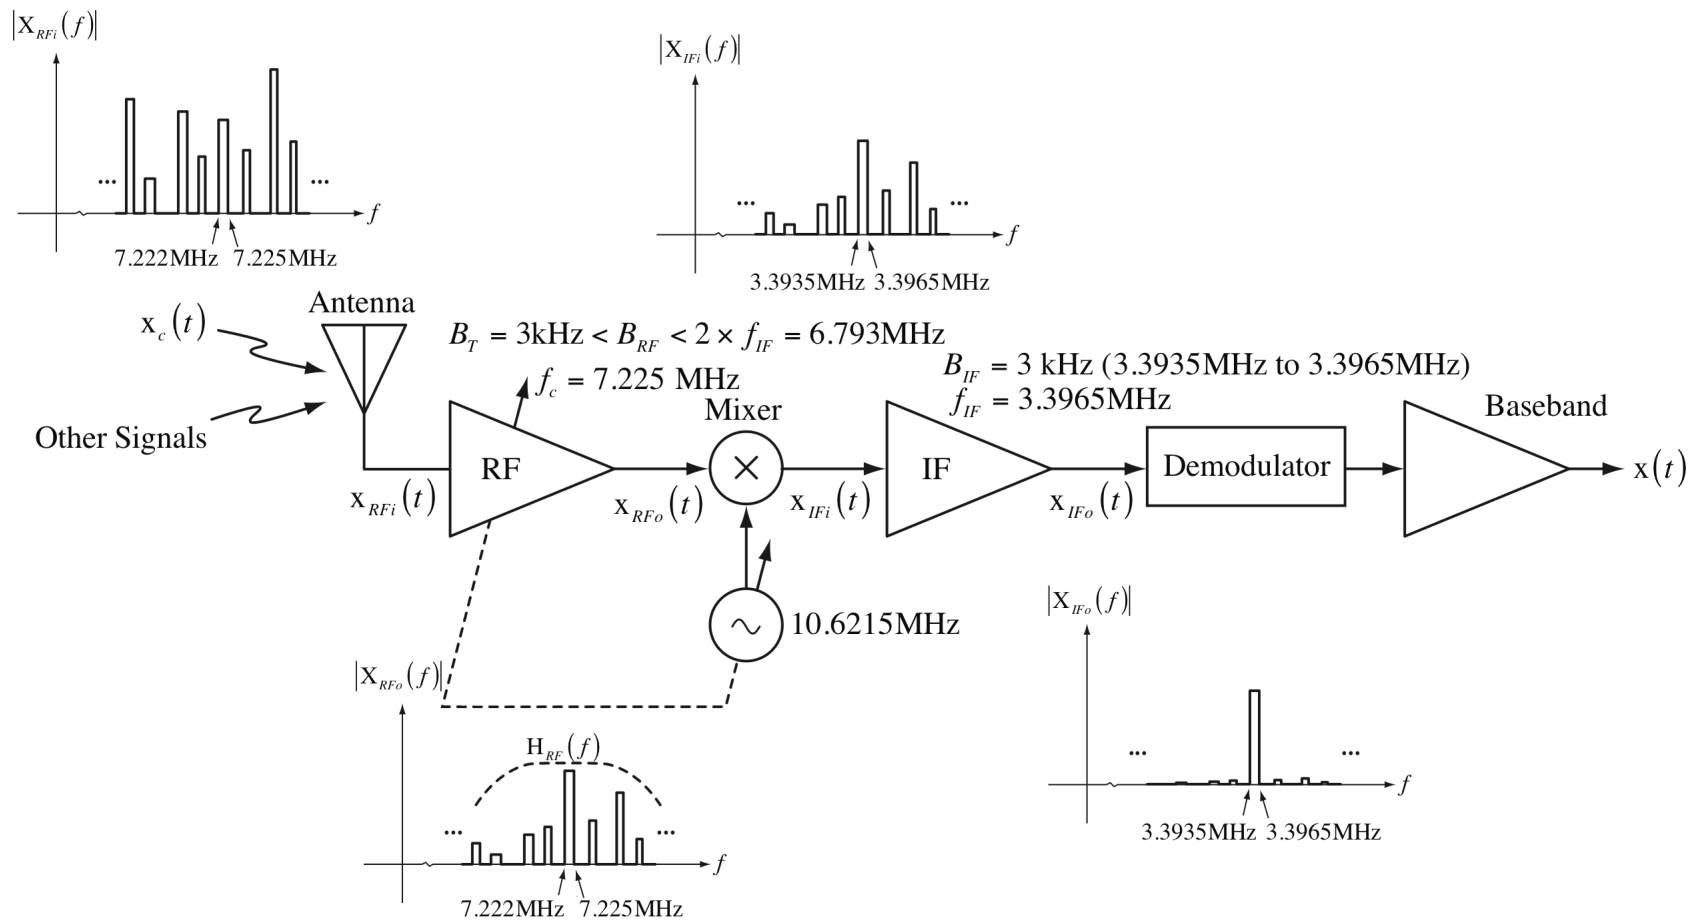 |X_RFi(f)|
...
...
f
7.222MHz 7.225MHz
|X_IFi(f)|
...
...
f
3.3935MHz 3.3965MHz
Antenna
x_c(t)
Other Signals
B_T = 3kHz < B_RF < 2 × f_IF = 6.793MHz
f_c = 7.225 MHz
B_IF = 3 kHz (3.3935MHz to 3.3965MHz)
f_IF = 3.3965MHz
Mixer
Baseband
RF
×
IF
Demodulator
x(t)
x_RFi(t)
x_RFo(t)
x_IFi(t)
x_IFo(t)
~
10.6215MHz
|X_RFo(f)|
H_RF(f)
...
...
f
7.222MHz 7.225MHz
|X_IFo(f)|
...
...
f
3.3935MHz 3.3965MHz